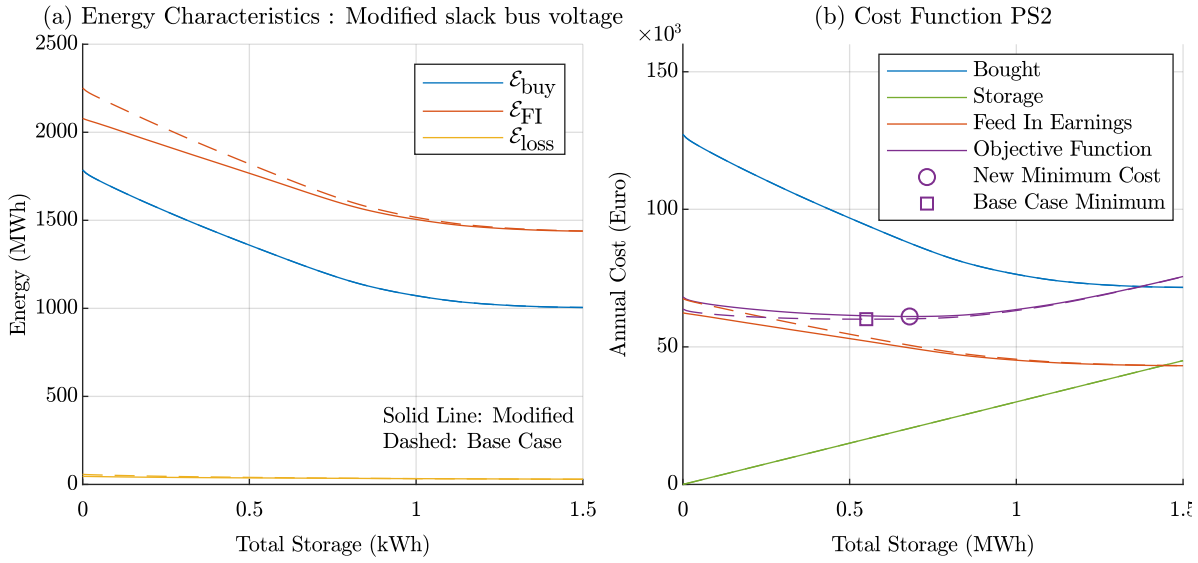 (a) Energy Characteristics : Modified slack bus voltage
2500
2000
1500
1000
500
0
Energy (MWh)
ℰbuy
ℰFI
ℰloss
Solid Line: Modified
Dashed: Base Case
0 0.5 1 1.5
Total Storage (kWh)
(b) Cost Function PS2
×10³
150
100
50
0
Annual Cost (Euro)
Bought
Storage
Feed In Earnings
Objective Function
New Minimum Cost
Base Case Minimum
0 0.5 1 1.5
Total Storage (MWh)